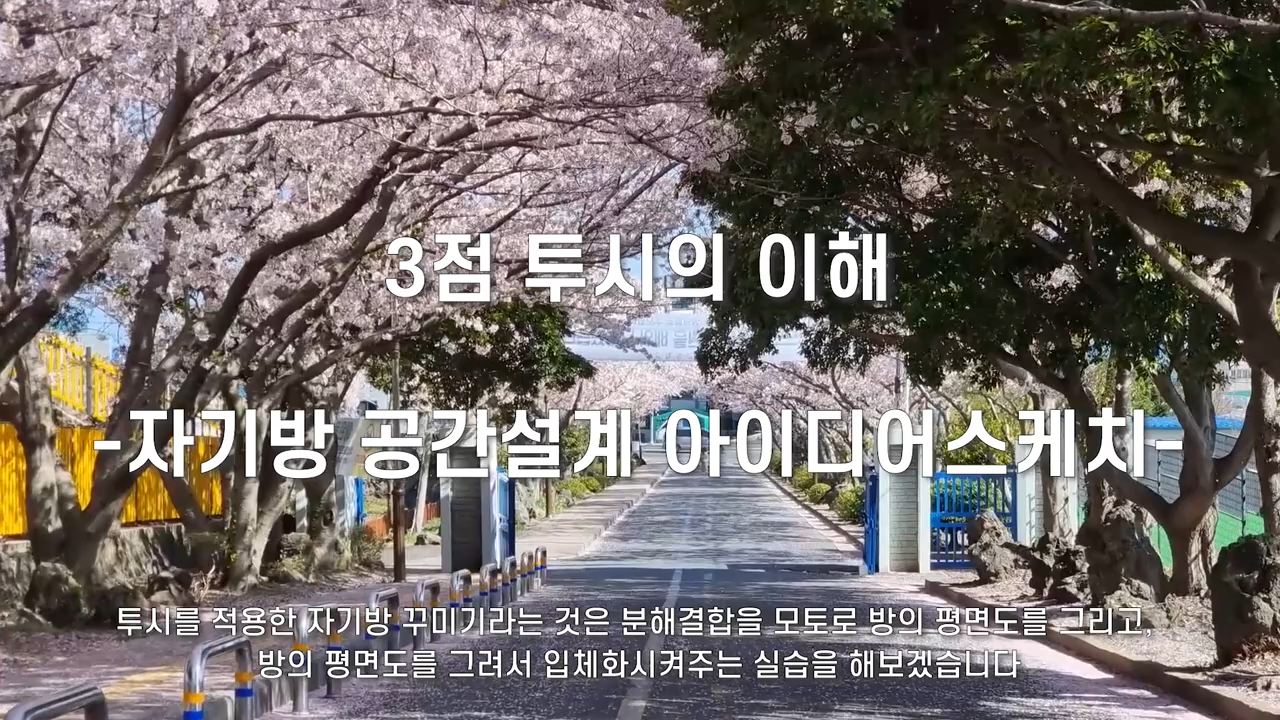 3점 투시의 이해
-자기방 공간설계 아이디어스케치-
투시를 적용한 자기방 꾸미기라는 것은 분해결합을 모토로 방의 평면도를 그리고,
방의 평면도를 그려서 입체화시켜주는 실습을 해보겠습니다